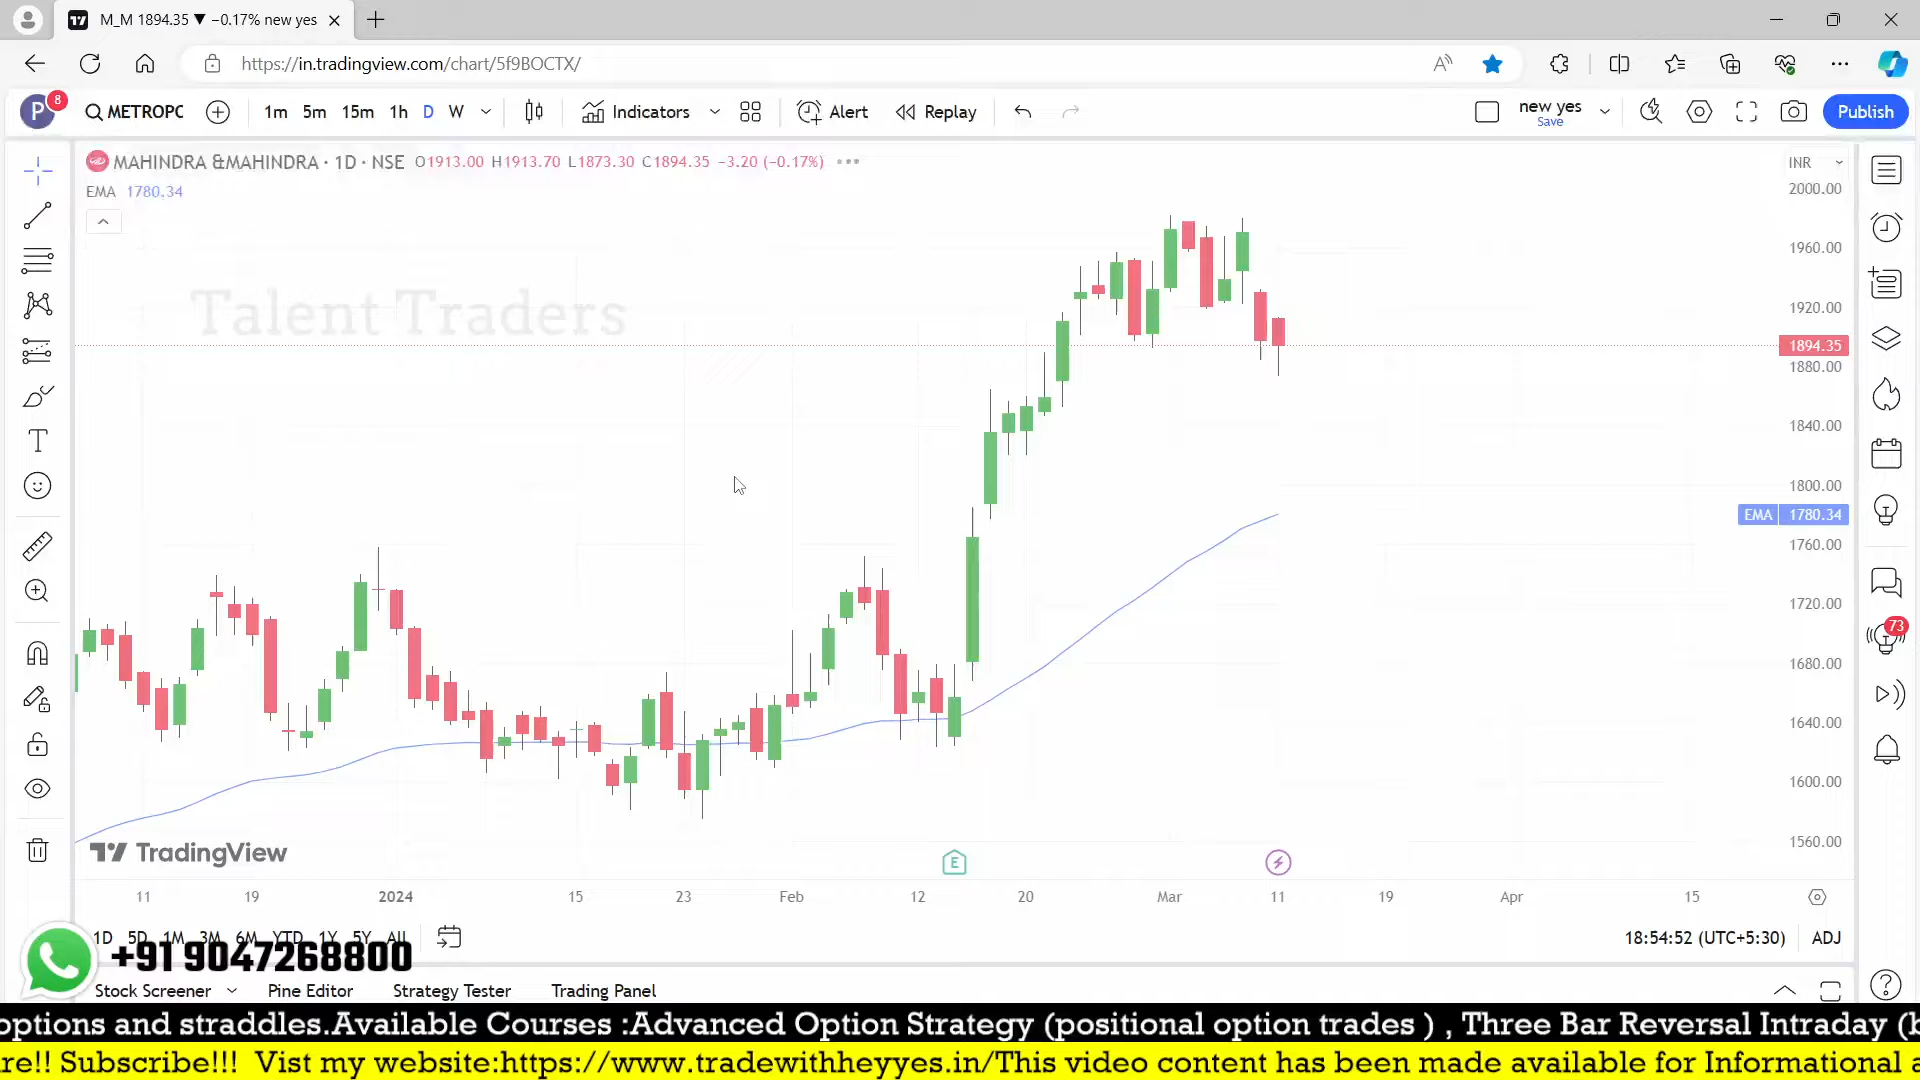 M_M 1894.35 ▼ −0.17% new yes
https://in.tradingview.com/chart/5f9BOCTX/
P 8 METROPC 1m 5m 15m 1h D W Indicators Alert Replay new yes Save Publish
MAHINDRA &MAHINDRA · 1D · NSE O1913.00 H1913.70 L1873.30 C1894.35 −3.20 (−0.17%) INR
EMA 1780.34
Talent Traders
2000.00
1960.00
1920.00
1894.35
1880.00
1840.00
1800.00
EMA 1780.34
1760.00
1720.00
73
1680.00
1640.00
1600.00
1560.00
TradingView
E
11 19 2024 15 23 Feb 12 20 Mar 11 19 Apr 15
1D 5D 1M 3M 6M YTD 1Y 5Y All 18:54:52 (UTC+5:30) ADJ
+91 9047268800
Stock Screener Pine Editor Strategy Tester Trading Panel
options and straddles.Available Courses :Advanced Option Strategy (positional option trades ) , Three Bar Reversal Intraday (b
re!! Subscribe!!! Vist my website:https://www.tradewithheyyes.in/This video content has been made available for Informational a